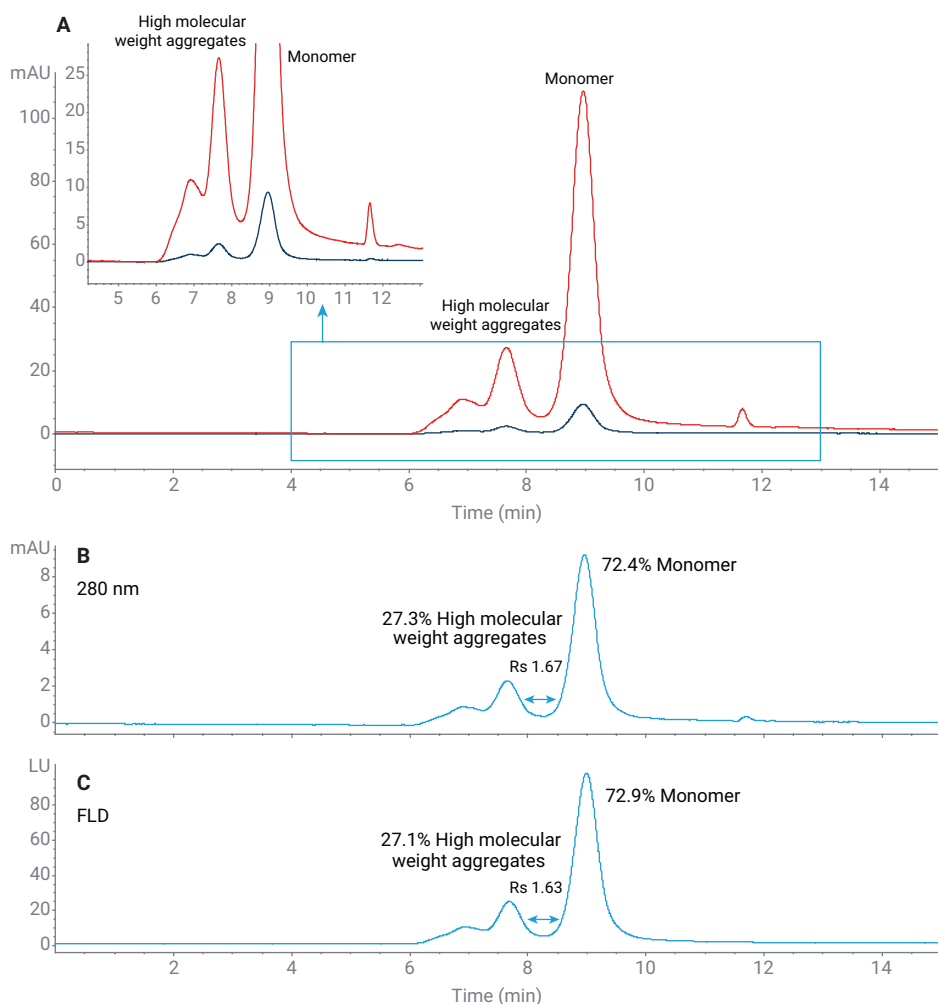 A
High molecular
weight aggregates
Monomer
mAU
25
20
15
10
5
0
5 6 7 8 9 10 11 12
100
80
60
40
20
0
Monomer
High molecular
weight aggregates
0 2 4 6 8 10 12 14
Time (min)
mAU
B
280 nm
8
6
4
2
0
72.4% Monomer
27.3% High molecular
weight aggregates
Rs 1.67
LU
C
FLD
80
60
40
20
0
72.9% Monomer
27.1% High molecular
weight aggregates
Rs 1.63
2 4 6 8 10 12 14
Time (min)